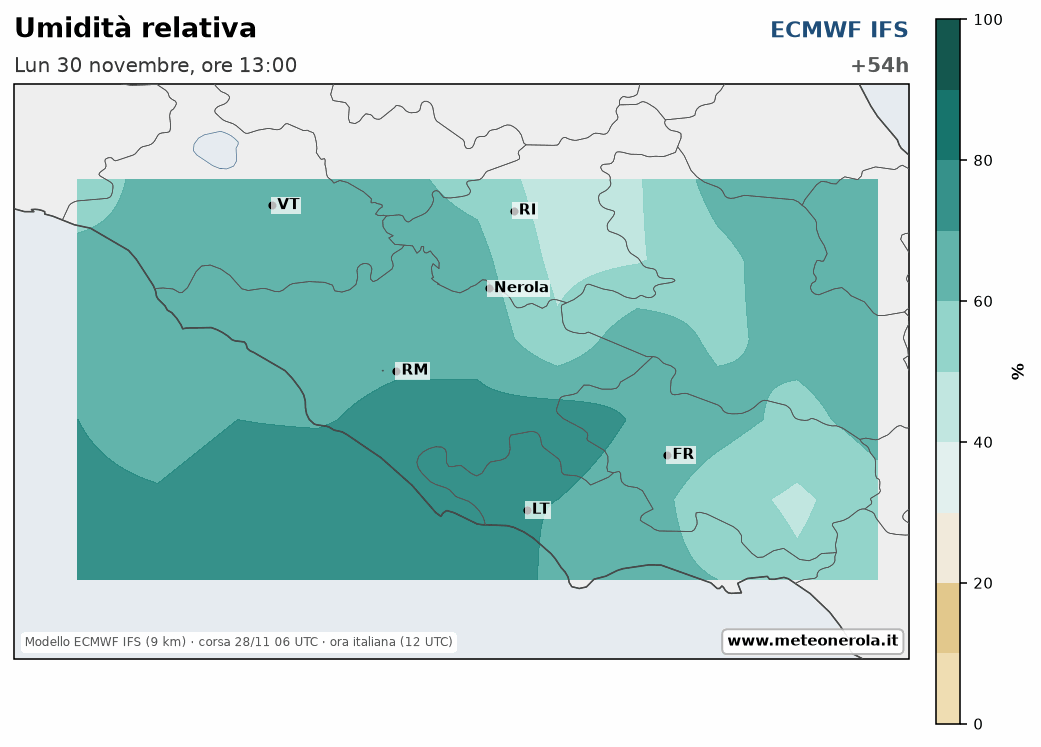 Umidità relativa
ECMWF IFS
Lun 30 novembre, ore 13:00
+54h
VT
RI
Nerola
RM
FR
LT
Modello ECMWF IFS (9 km) · corsa 28/11 06 UTC · ora italiana (12 UTC)
www.meteonerola.it
100
80
60
40
20
0
%